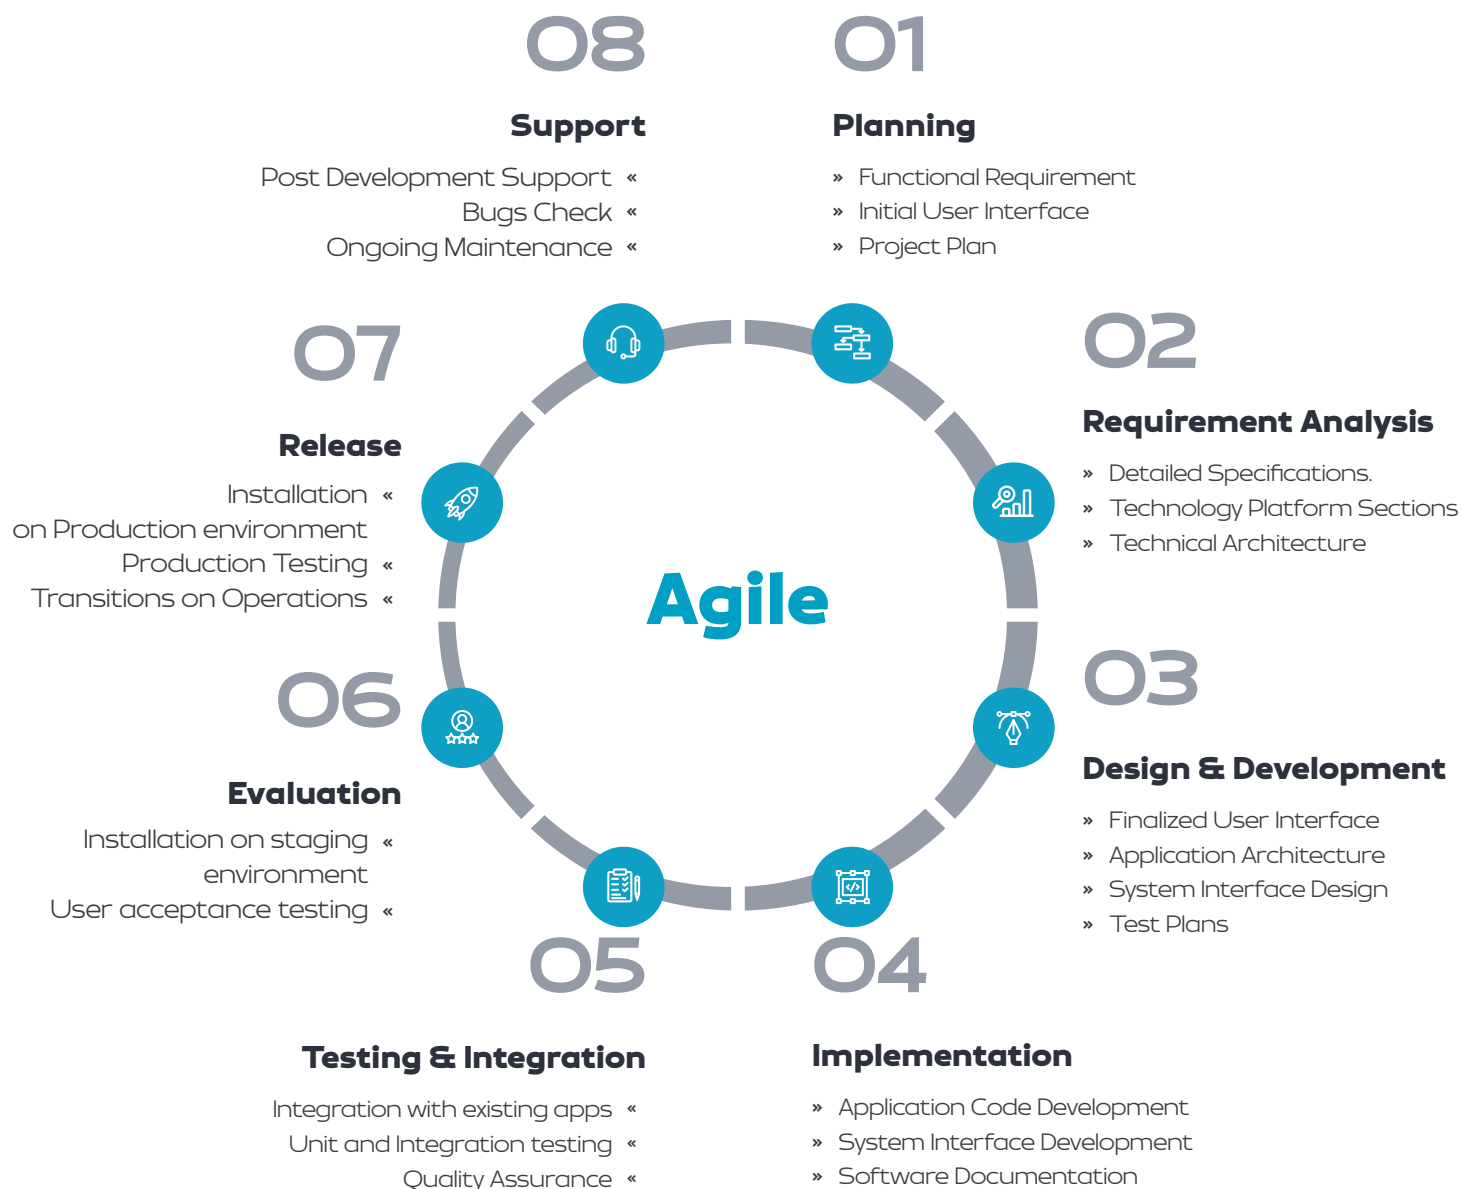 01
Planning
» Functional Requirement
» Initial User Interface
» Project Plan
02
Requirement Analysis
» Detailed Specifications.
» Technology Platform Sections
» Technical Architecture
03
Design & Development
» Finalized User Interface
» Application Architecture
» System Interface Design
» Test Plans
04
Implementation
» Application Code Development
» System Interface Development
» Software Documentation
05
Testing & Integration
Integration with existing apps «
Unit and Integration testing «
Quality Assurance «
06
Evaluation
Installation on staging «
environment
User acceptance testing «
07
Release
Installation «
on Production environment
Production Testing «
Transitions on Operations «
08
Support
Post Development Support «
Bugs Check «
Ongoing Maintenance «
Agile